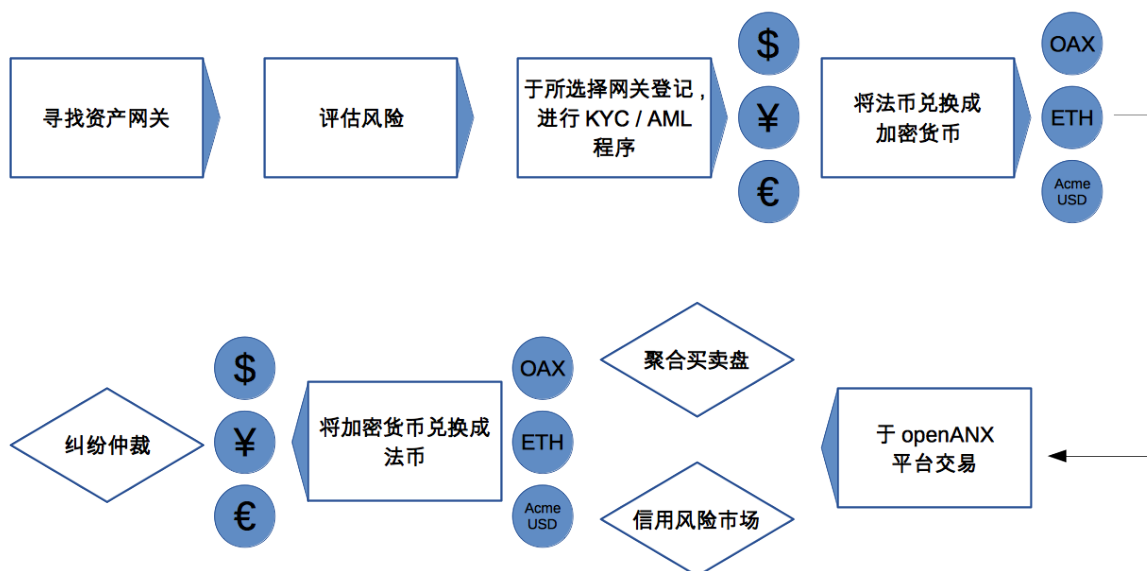 寻找资产网关
评估风险
于所选择网关登记，
进行 KYC / AML
程序
$
¥
€
将法币兑换成
加密货币
OAX
ETH
Acme
USD
于 openANX
平台交易
聚合买卖盘
信用风险市场
OAX
ETH
Acme
USD
将加密货币兑换成
法币
$
¥
€
纠纷仲裁